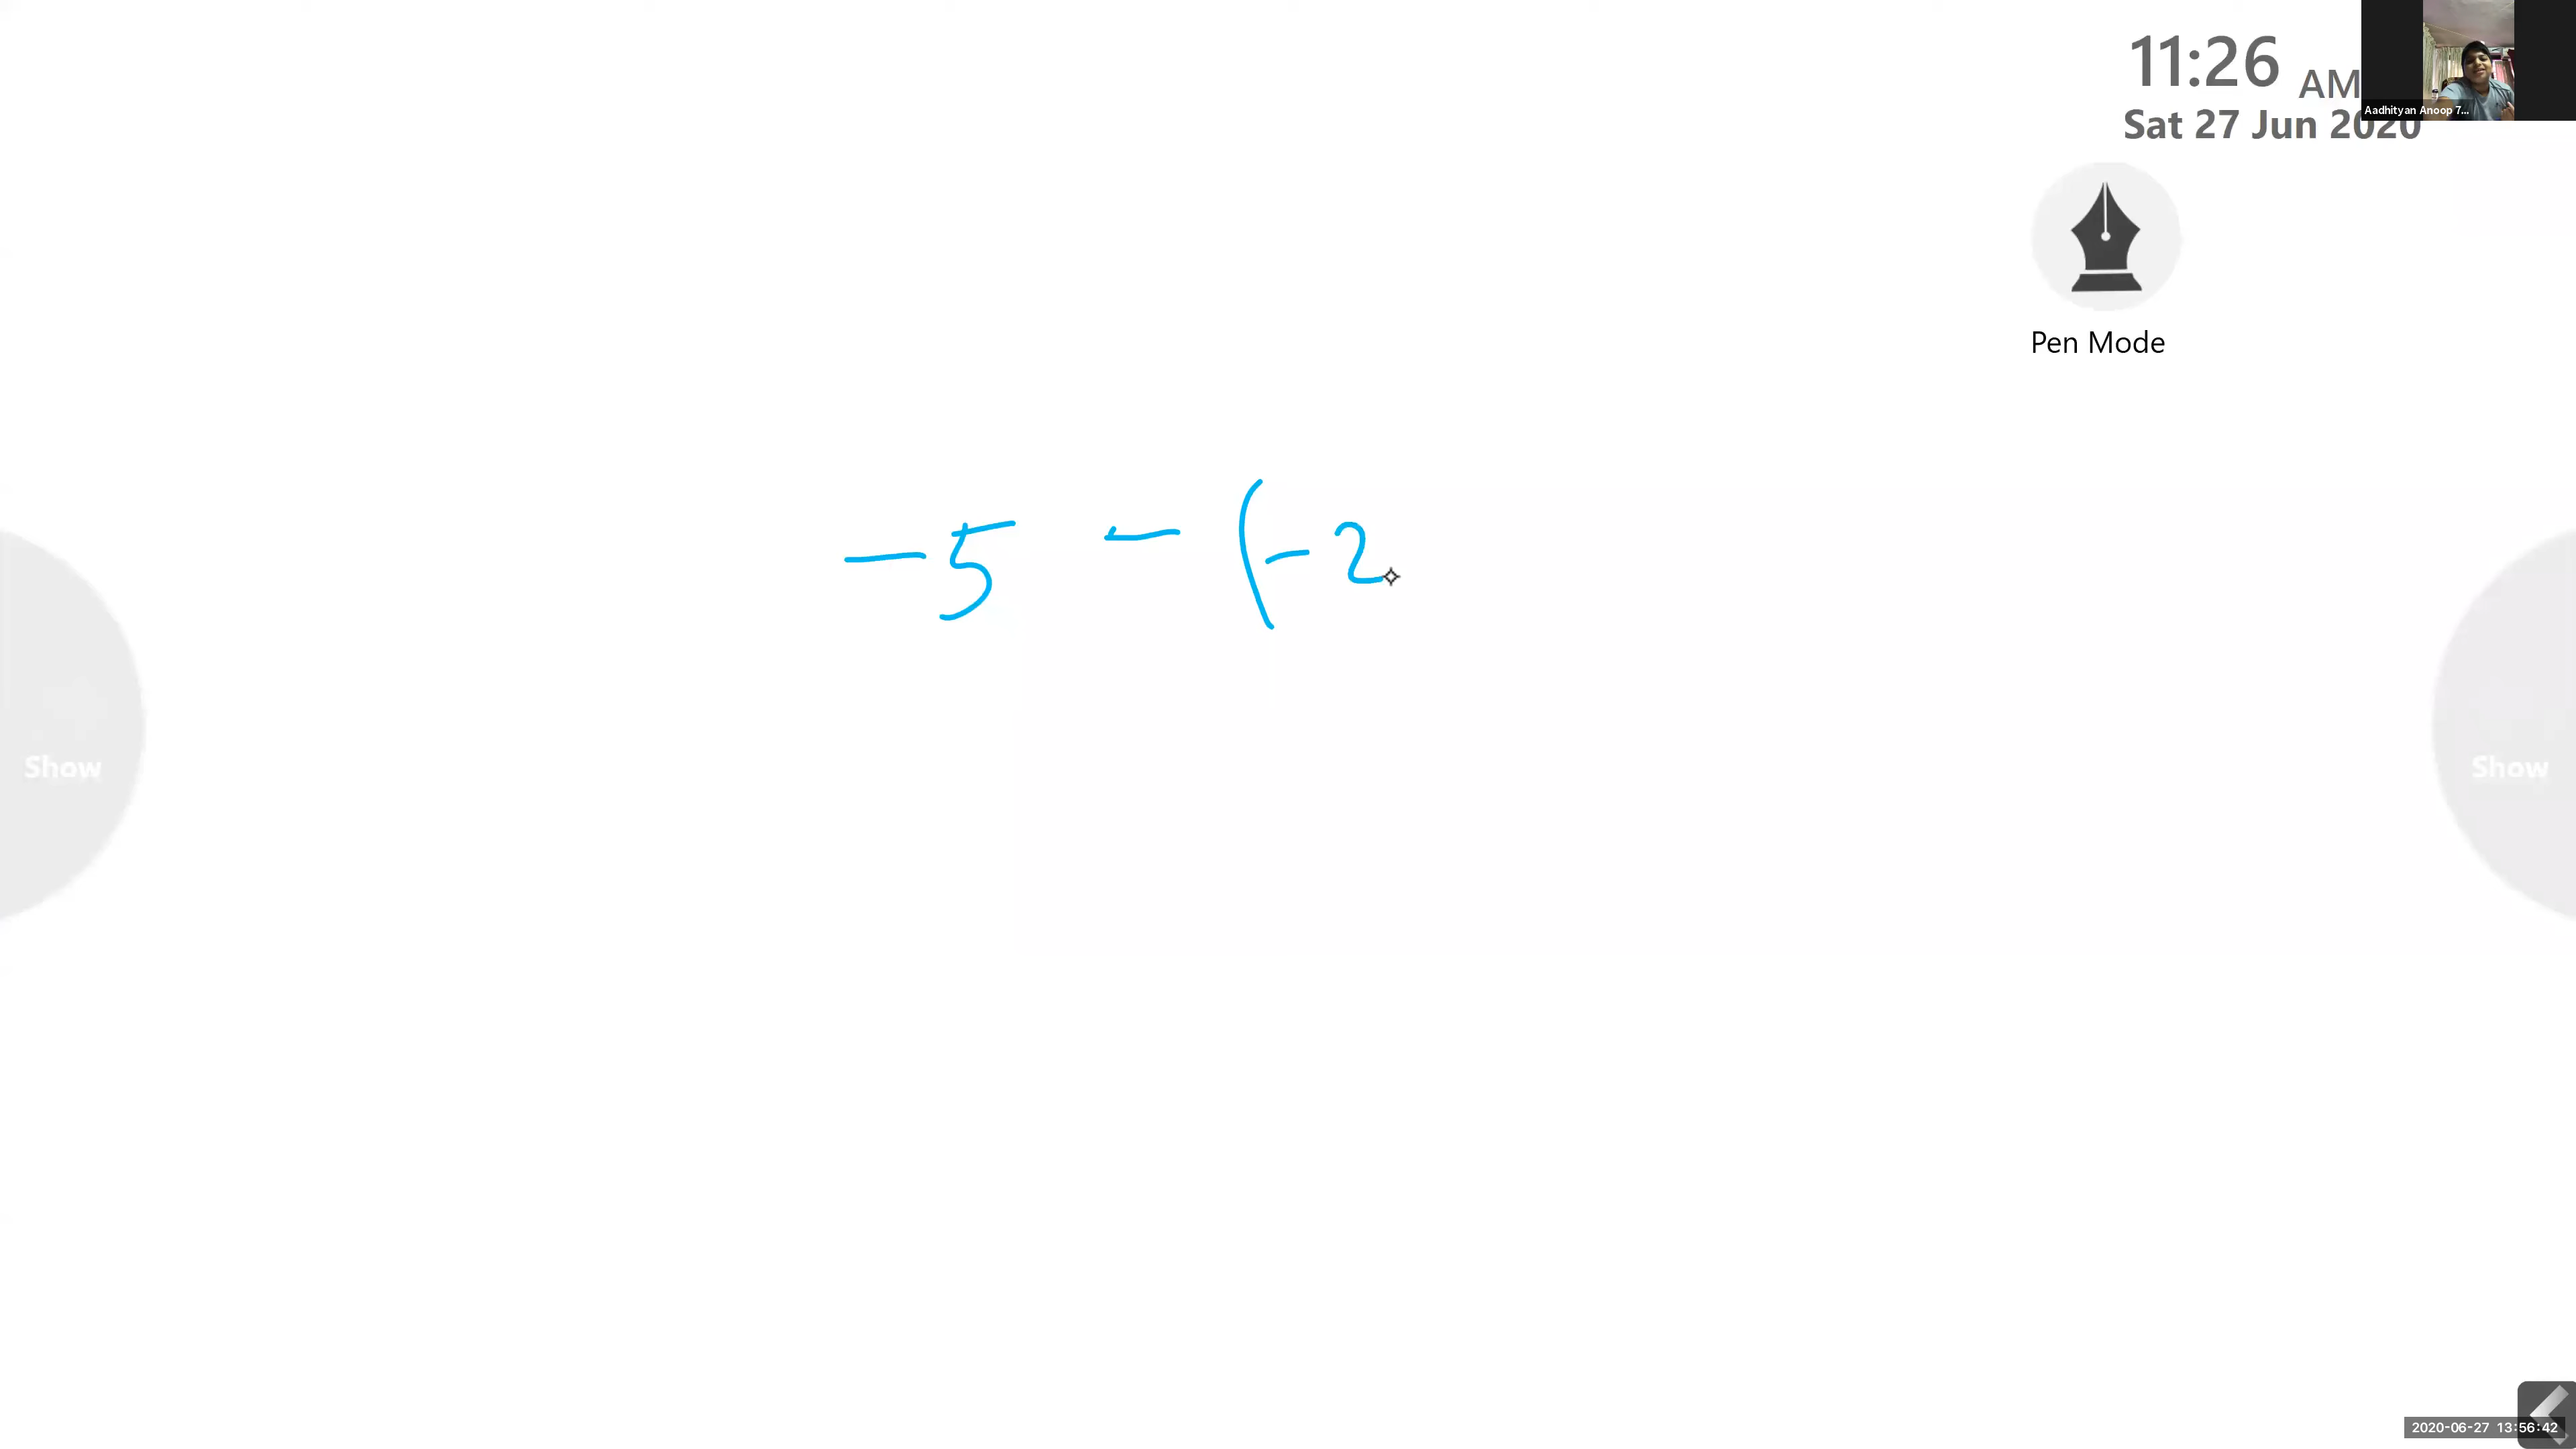 11:26 AM
Aadhityan Anoop 7...
Sat 27 Jun 2020
Pen Mode
-5 - (-2
Show
Show
2020-06-27 13:56:42